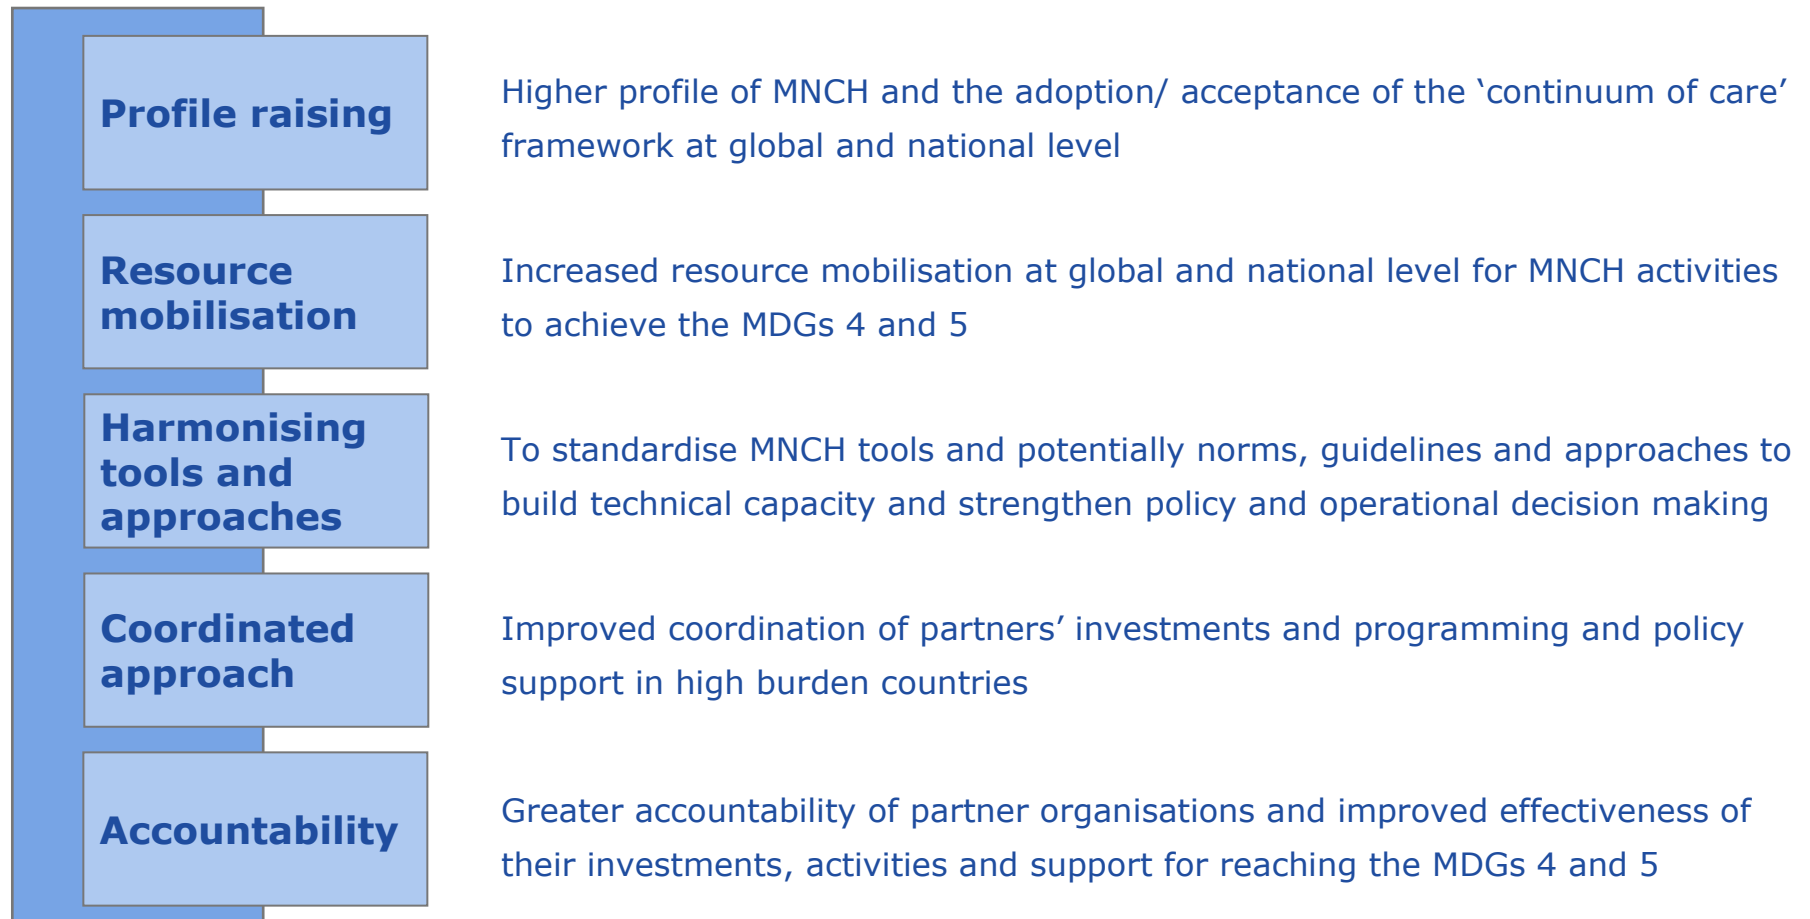 Profile raising
Higher profile of MNCH and the adoption/ acceptance of the ‘continuum of care’
framework at global and national level
Resource
mobilisation
Increased resource mobilisation at global and national level for MNCH activities
to achieve the MDGs 4 and 5
Harmonising
tools and
approaches
To standardise MNCH tools and potentially norms, guidelines and approaches to
build technical capacity and strengthen policy and operational decision making
Coordinated
approach
Improved coordination of partners’ investments and programming and policy
support in high burden countries
Accountability
Greater accountability of partner organisations and improved effectiveness of
their investments, activities and support for reaching the MDGs 4 and 5